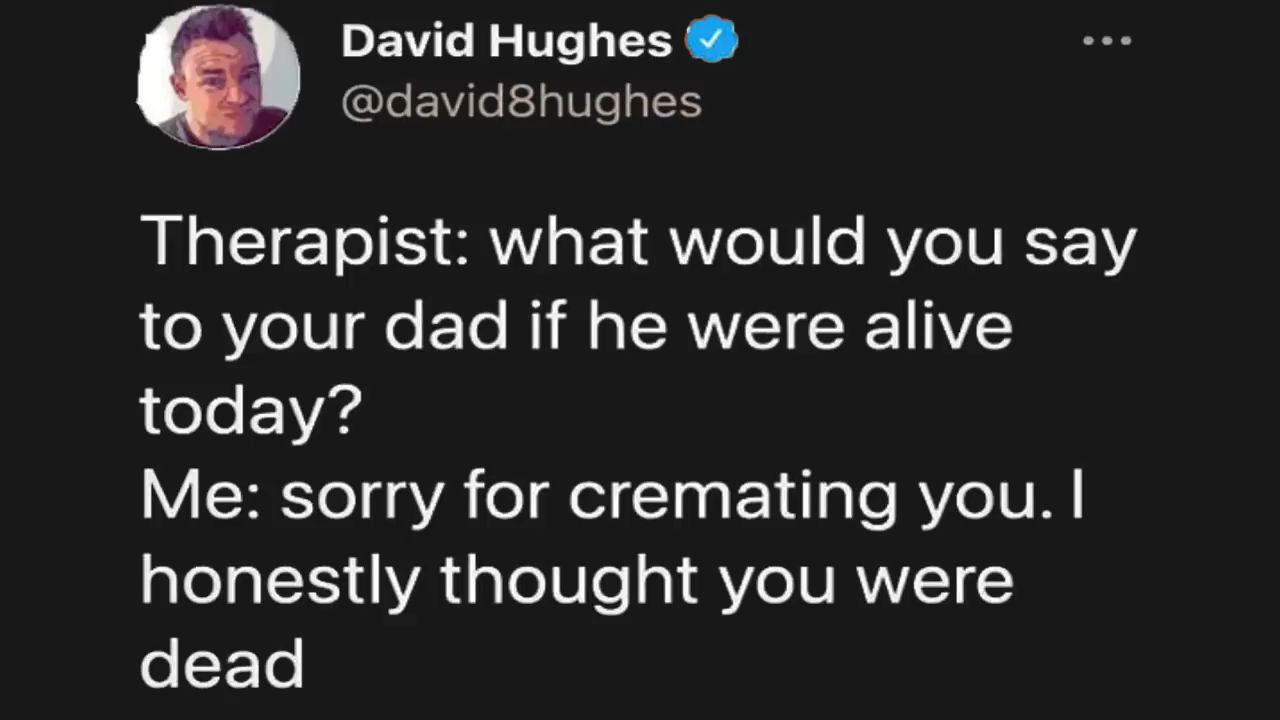 David Hughes
@david8hughes
Therapist: what would you say
to your dad if he were alive
today?
Me: sorry for cremating you. I
honestly thought you were
dead